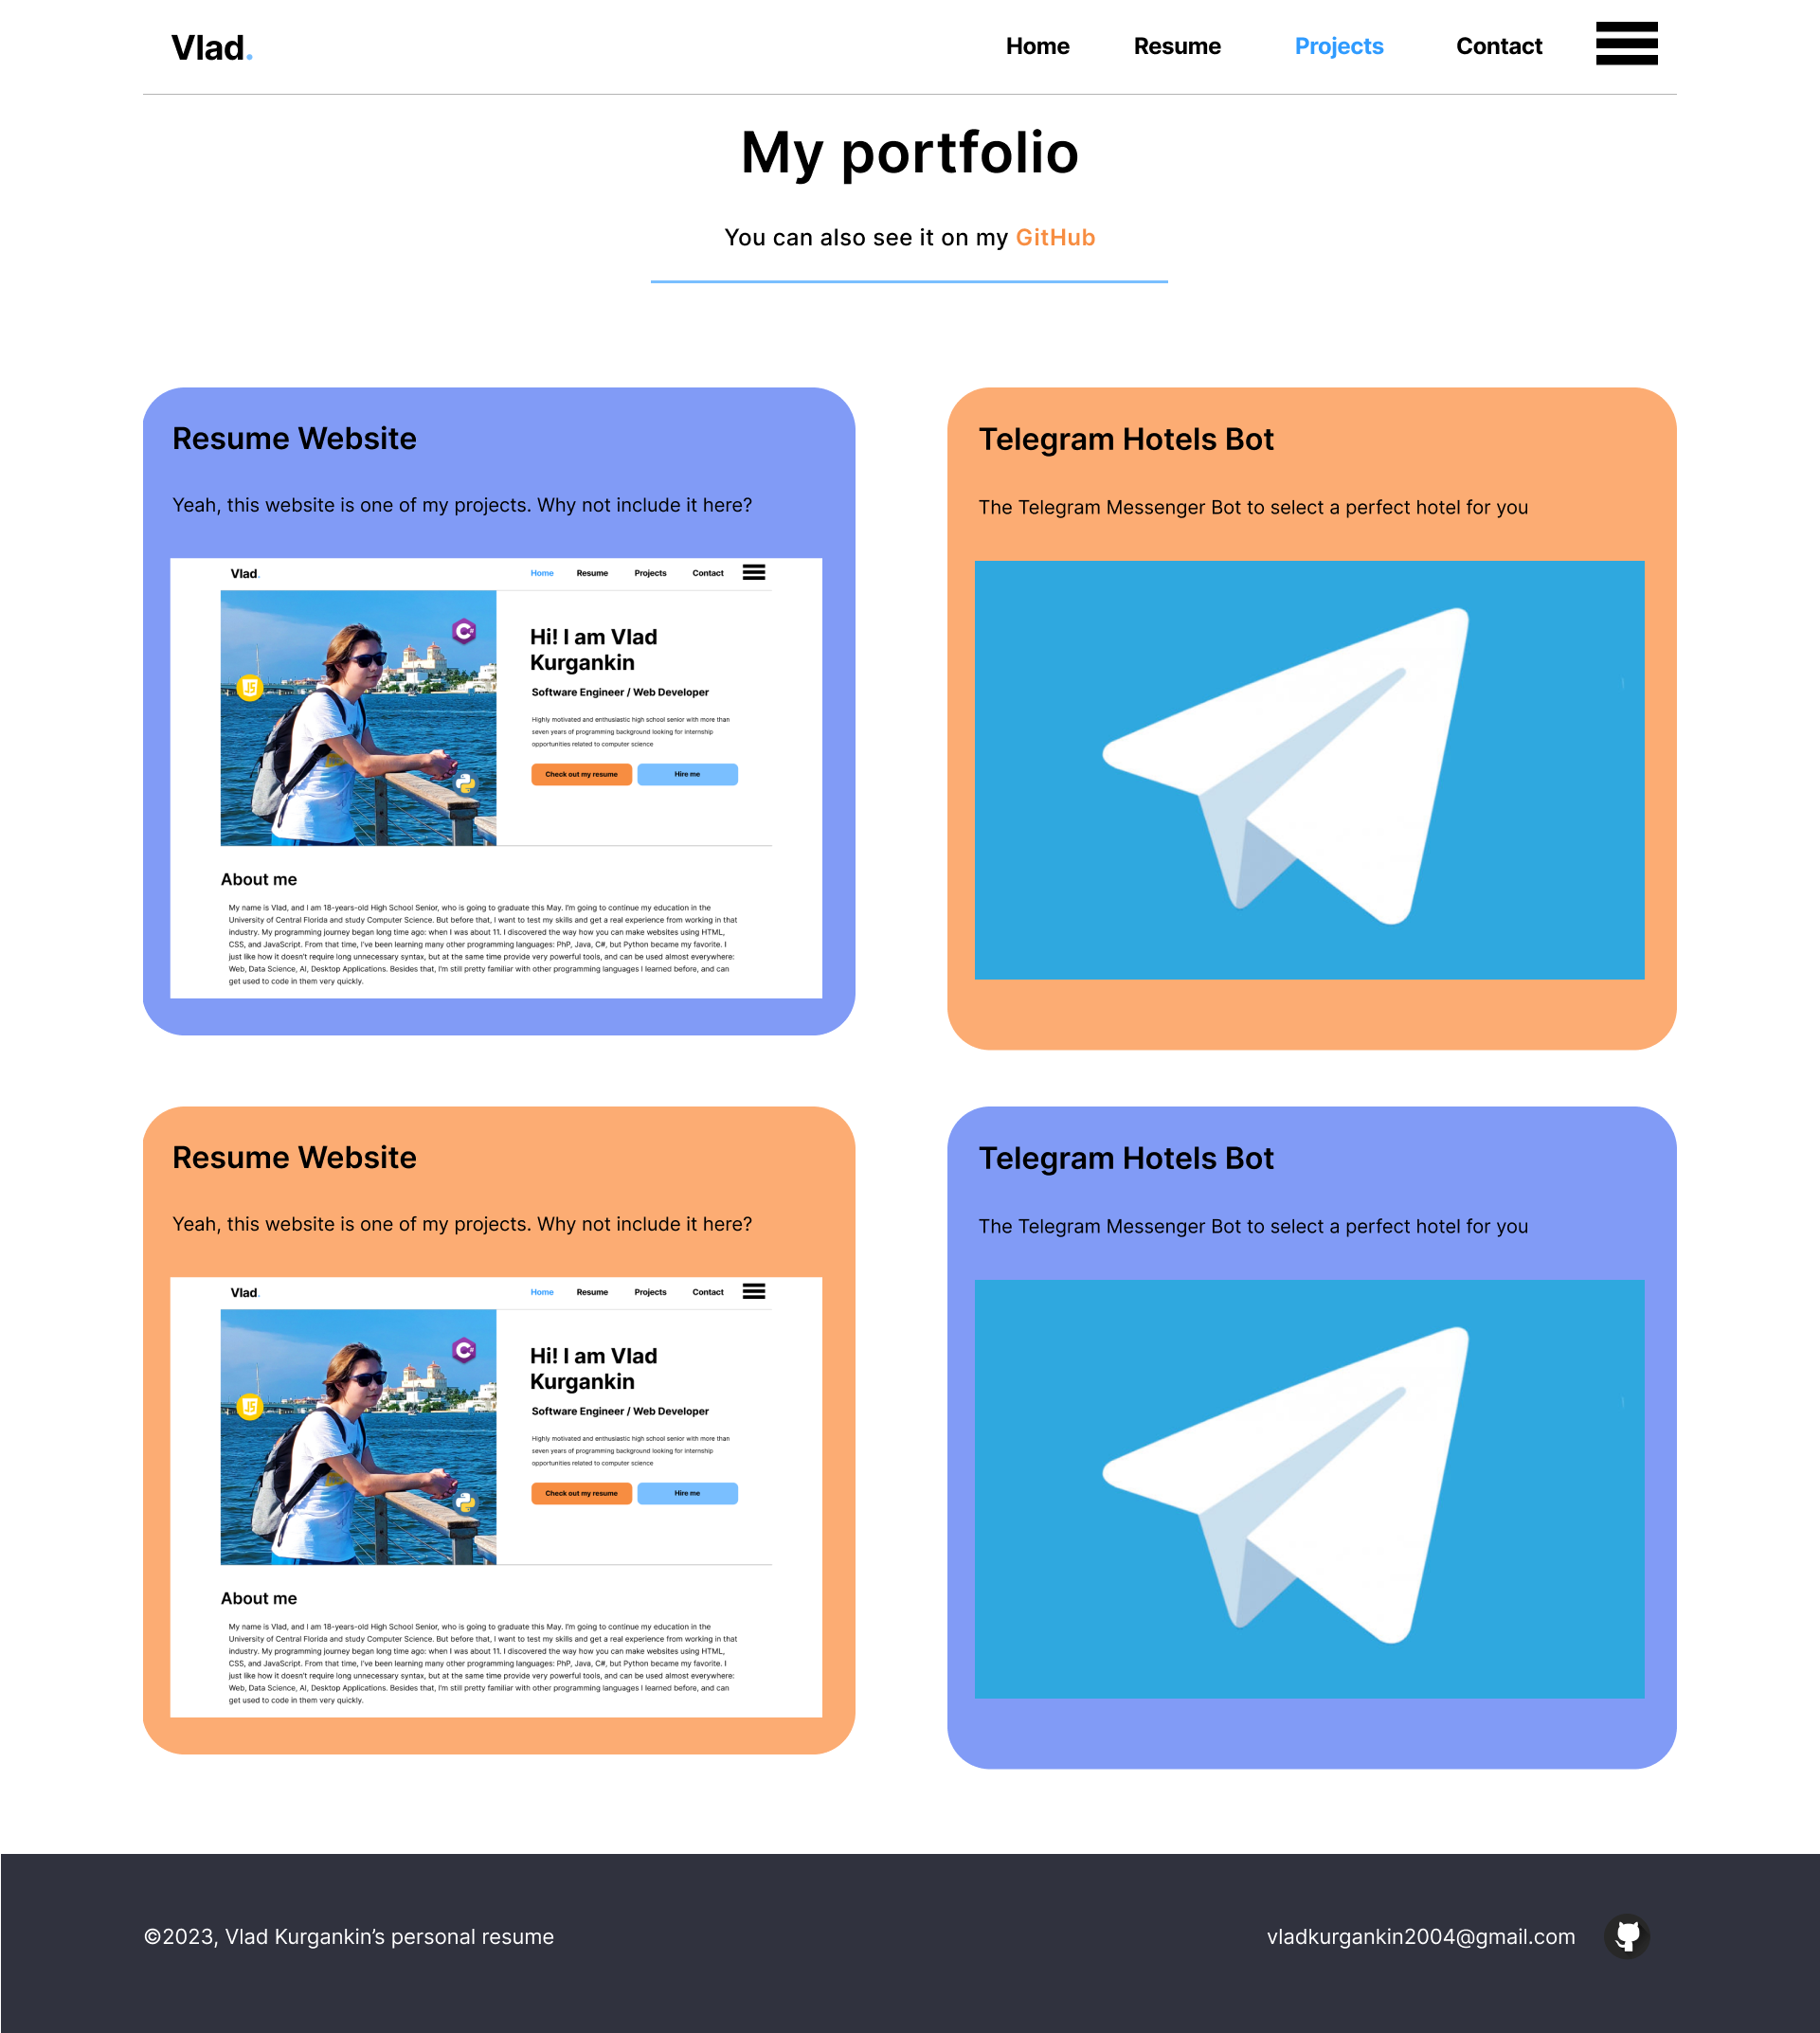 Vlad.
Home Resume Projects Contact
My portfolio
You can also see it on my GitHub
Resume Website
Yeah, this website is one of my projects. Why not include it here?
Vlad.
Home Resume Projects Contact
JS
C#
Hi! I am Vlad
Kurgankin
Software Engineer / Web Developer
Highly motivated and enthusiastic high school senior with more than
seven years of programming background looking for internship
opportunities related to computer science
Check out my resume Hire me
About me
My name is Vlad, and I am 18-years-old High School Senior, who is going to graduate this May. I'm going to continue my education in the
University of Central Florida and study Computer Science. But before that, I want to test my skills and get a real experience from working in that
industry. My programming journey began long time ago: when I was about 11. I discovered the way how you can make websites using HTML,
CSS, and JavaScript. From that time, I've been learning many other programming languages: PhP, Java, C#, but Python became my favorite. I
just like how it doesn't require long unnecessary syntax, but at the same time provide very powerful tools, and can be used almost everywhere:
Web, Data Science, AI, Desktop Applications. Besides that, I'm still pretty familiar with other programming languages I learned before, and can
get used to code in them very quickly.
Telegram Hotels Bot
The Telegram Messenger Bot to select a perfect hotel for you
Resume Website
Yeah, this website is one of my projects. Why not include it here?
Vlad.
Home Resume Projects Contact
JS
C#
Hi! I am Vlad
Kurgankin
Software Engineer / Web Developer
Highly motivated and enthusiastic high school senior with more than
seven years of programming background looking for internship
opportunities related to computer science
Check out my resume Hire me
About me
My name is Vlad, and I am 18-years-old High School Senior, who is going to graduate this May. I'm going to continue my education in the
University of Central Florida and study Computer Science. But before that, I want to test my skills and get a real experience from working in that
industry. My programming journey began long time ago: when I was about 11. I discovered the way how you can make websites using HTML,
CSS, and JavaScript. From that time, I've been learning many other programming languages: PhP, Java, C#, but Python became my favorite. I
just like how it doesn't require long unnecessary syntax, but at the same time provide very powerful tools, and can be used almost everywhere:
Web, Data Science, AI, Desktop Applications. Besides that, I'm still pretty familiar with other programming languages I learned before, and can
get used to code in them very quickly.
Telegram Hotels Bot
The Telegram Messenger Bot to select a perfect hotel for you
©2023, Vlad Kurgankin’s personal resume
vladkurgankin2004@gmail.com